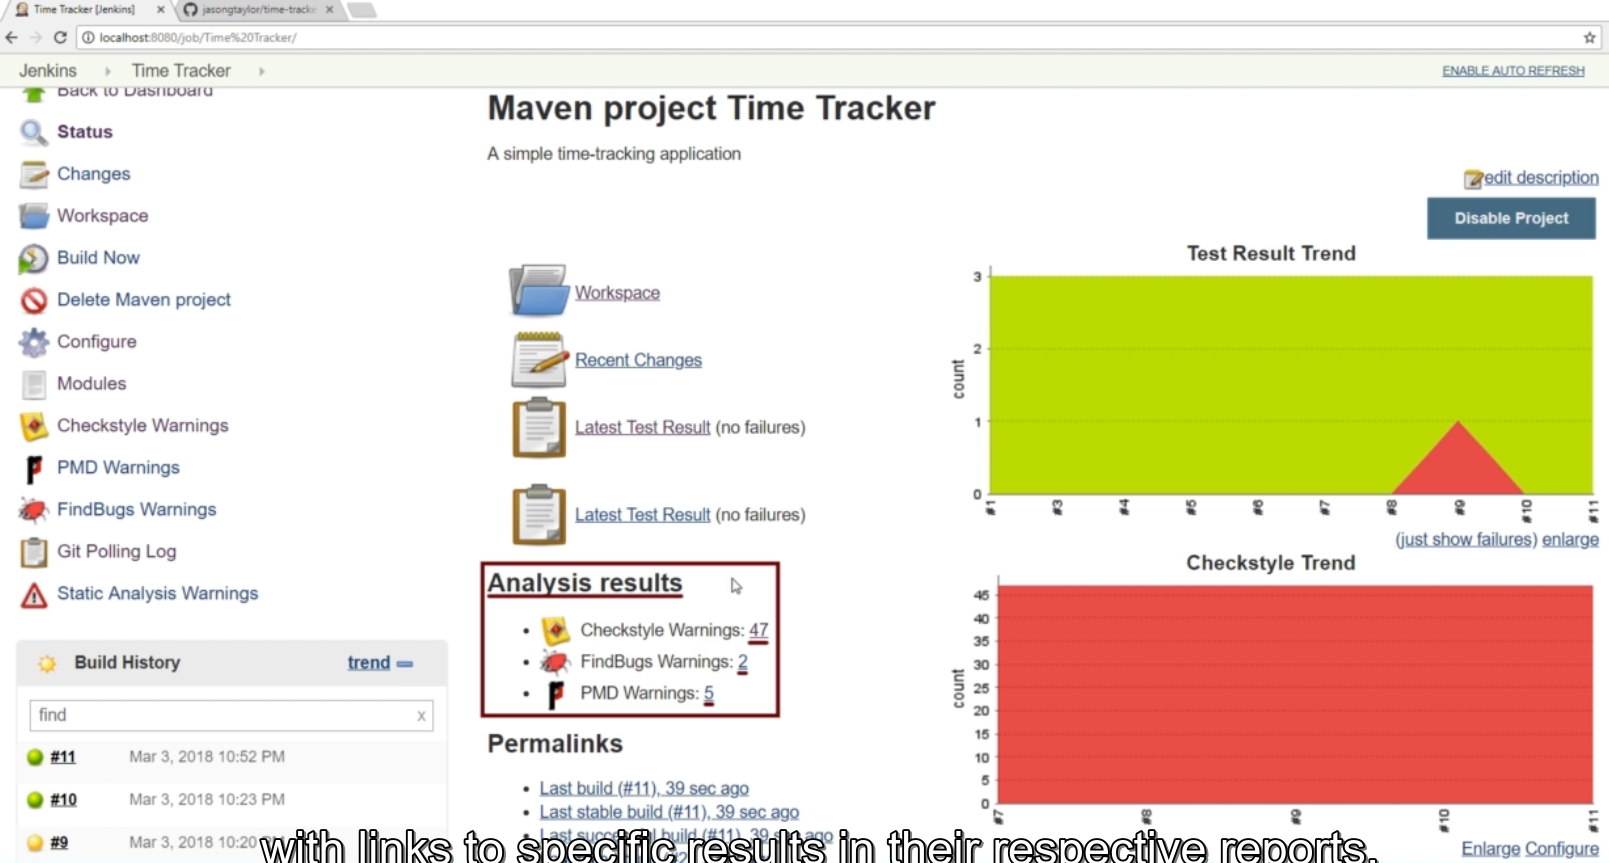 Time Tracker [Jenkins]
jasongtaylor/time-tracke
localhost:8080/job/Time%20Tracker/
Jenkins
Time Tracker
ENABLE AUTO REFRESH
Back to Dashboard
Status
Changes
Workspace
Build Now
Delete Maven project
Configure
Modules
Checkstyle Warnings
PMD Warnings
FindBugs Warnings
Git Polling Log
Static Analysis Warnings
Build History
trend
find
x
#11 Mar 3, 2018 10:52 PM
#10 Mar 3, 2018 10:23 PM
#9 Mar 3, 2018 10:20
Maven project Time Tracker
A simple time-tracking application
edit description
Disable Project
Workspace
Recent Changes
Latest Test Result (no failures)
Latest Test Result (no failures)
Analysis results
Checkstyle Warnings: 47
FindBugs Warnings: 2
PMD Warnings: 5
Permalinks
Last build (#11), 39 sec ago
Last stable build (#11), 39 sec ago
Last build (#11), 39 ago
Test Result Trend
3
2
1
0
count
#1 #3 #4 #5 #6 #7 #8 #9 #10 #11
(just show failures) enlarge
Checkstyle Trend
45
40
35
30
25
20
15
10
5
0
count
#7 #8 #9 #10 #11
Enlarge Configure
with links to specific results in their respective reports.